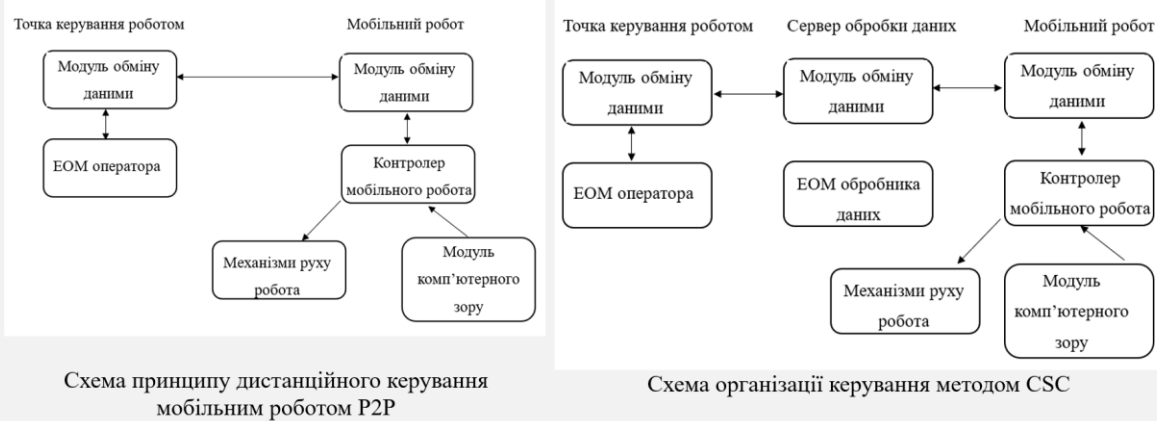 Точка керування роботом
Мобільний робот
Модуль обміну
даними
Модуль обміну
даними
ЕОМ оператора
Контролер
мобільного робота
Механізми руху
робота
Модуль
комп’ютерного
зору
Схема принципу дистанційного керування
мобільним роботом P2P
Точка керування роботом
Сервер обробки даних
Мобільний робот
Модуль обміну
даними
Модуль обміну
даними
Модуль обміну
даними
ЕОМ оператора
ЕОМ обробника
даних
Контролер
мобільного робота
Механізми руху
робота
Модуль
комп’ютерного
зору
Схема організації керування методом CSC